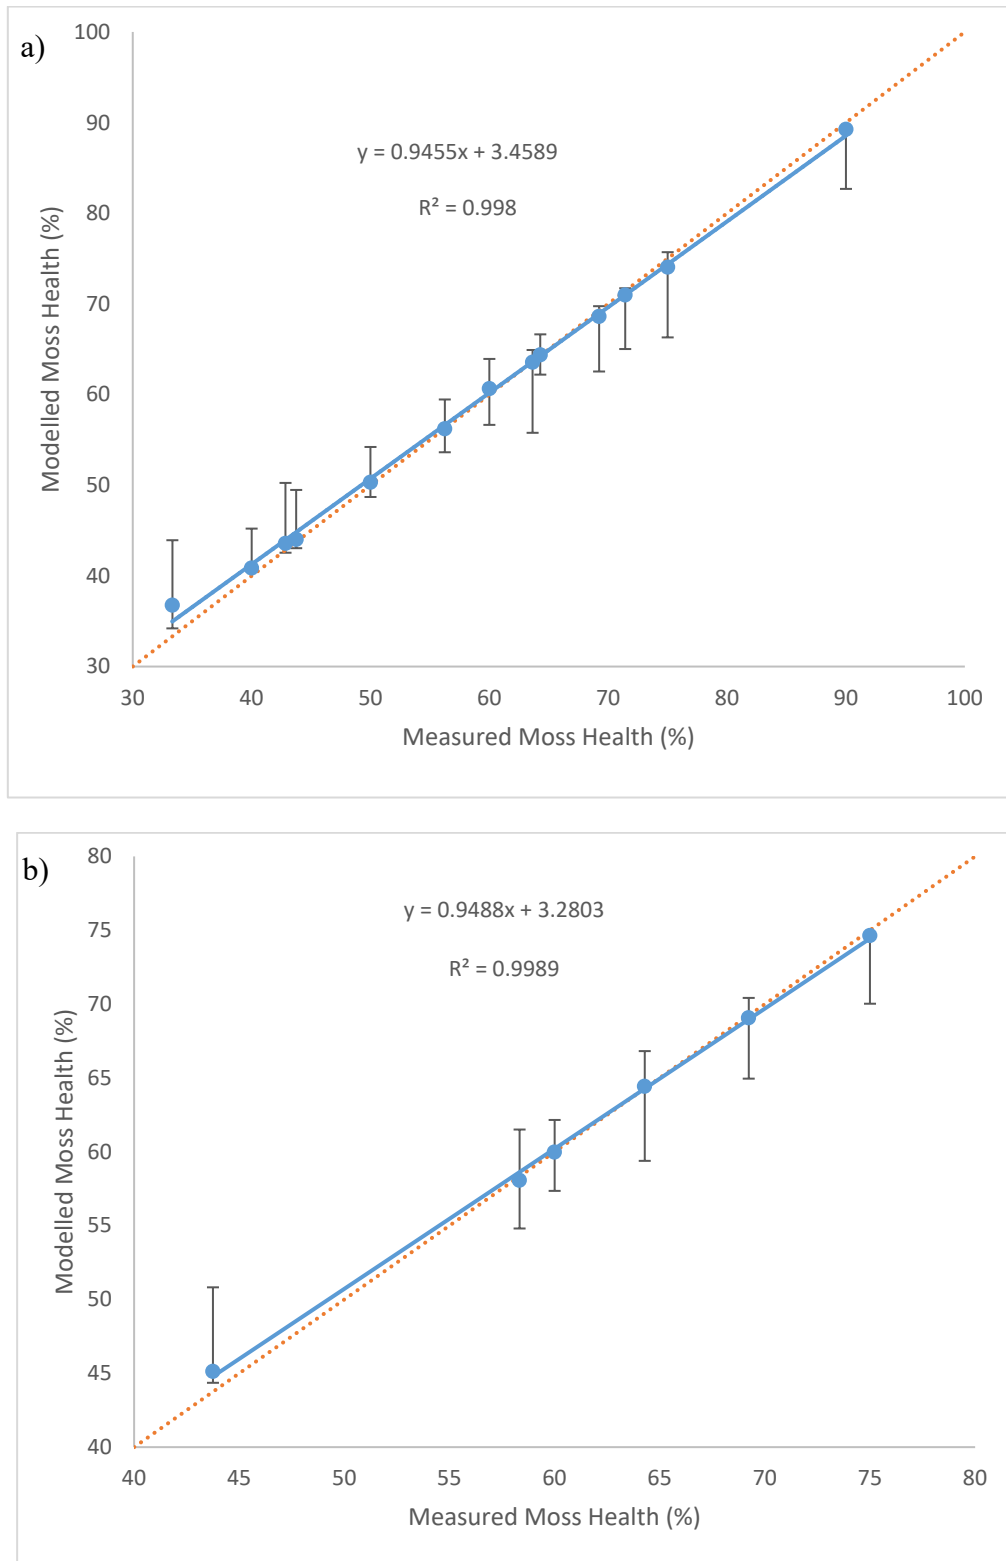 a)
100
90
80
70
60
50
40
30
y = 0.9455x + 3.4589
R² = 0.998
Modelled Moss Health (%)
30 40 50 60 70 80 90 100
Measured Moss Health (%)
b)
80
75
70
65
60
55
50
45
40
y = 0.9488x + 3.2803
R² = 0.9989
Modelled Moss Health (%)
40 45 50 55 60 65 70 75 80
Measured Moss Health (%)